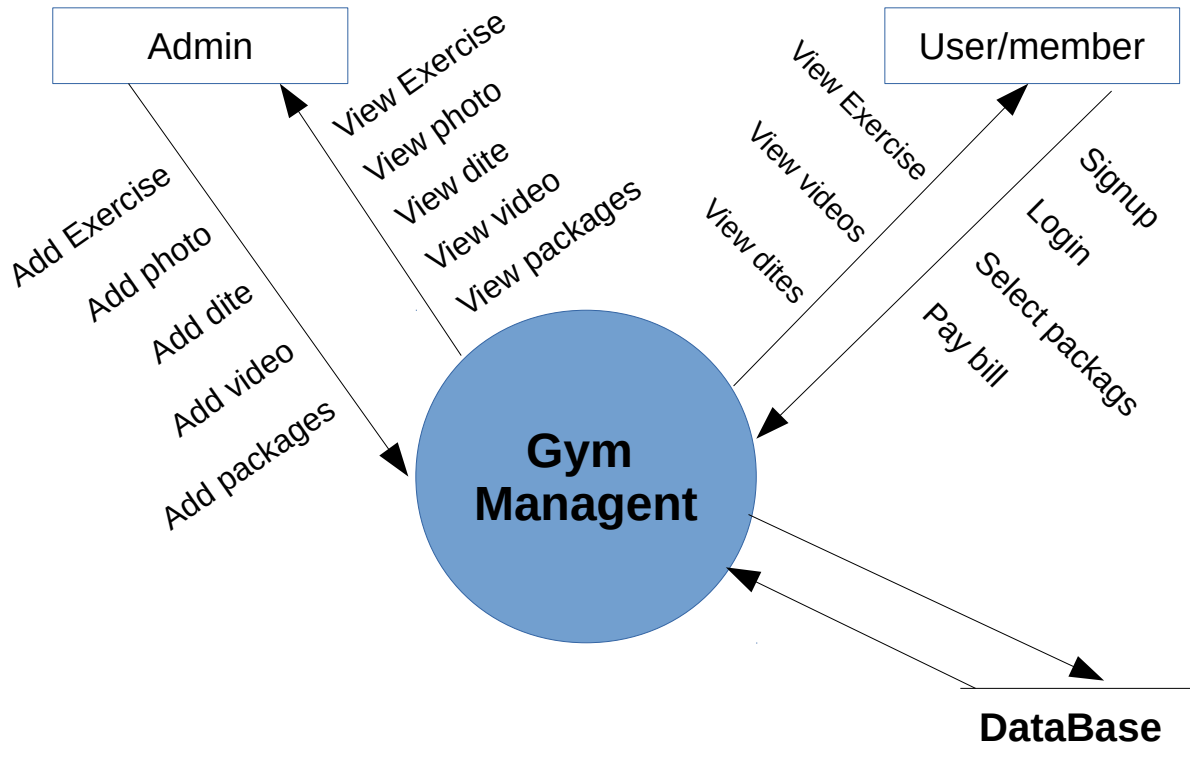 Admin
User/member
View Exercise
View photo
View dite
View video
View packages
Add Exercise
Add photo
Add dite
Add video
Add packages
View Exercise
View videos
View dites
Signup
Login
Select packags
Pay bill
Gym
Managent
DataBase